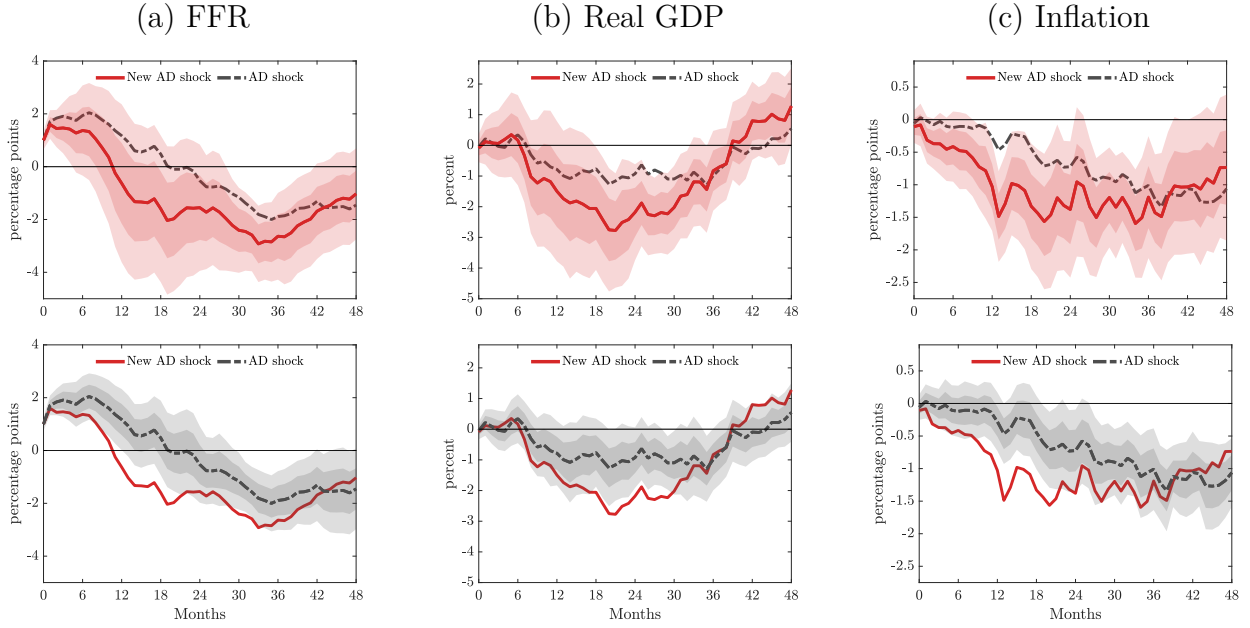 (a) FFR
(b) Real GDP
(c) Inflation
New AD shock AD shock
percentage points
4
2
0
-2
-4
0 6 12 18 24 30 36 42 48
New AD shock AD shock
percent
2
1
0
-1
-2
-3
-4
-5
0 6 12 18 24 30 36 42 48
New AD shock AD shock
percentage points
0.5
0
-0.5
-1
-1.5
-2
-2.5
0 6 12 18 24 30 36 42 48
New AD shock AD shock
percentage points
4
2
0
-2
-4
0 6 12 18 24 30 36 42 48
Months
New AD shock AD shock
percent
2
1
0
-1
-2
-3
-4
-5
0 6 12 18 24 30 36 42 48
Months
New AD shock AD shock
percentage points
0.5
0
-0.5
-1
-1.5
-2
-2.5
0 6 12 18 24 30 36 42 48
Months